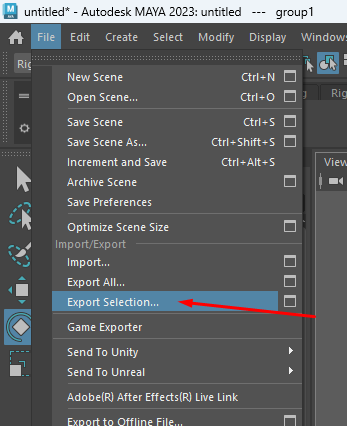 untitled* - Autodesk MAYA 2023: untitled --- group1
File Edit Create Select Modify Display Windows
Rig
New Scene Ctrl+N
Open Scene... Ctrl+O
Save Scene Ctrl+S
Save Scene As... Ctrl+Shift+S
Increment and Save Ctrl+Alt+S
Archive Scene
Save Preferences
Optimize Scene Size
Import/Export
Import...
View
Export All...
Export Selection...
Game Exporter
Send To Unity
Send To Unreal
Adobe(R) After Effects(R) Live Link
Export to Offline File...